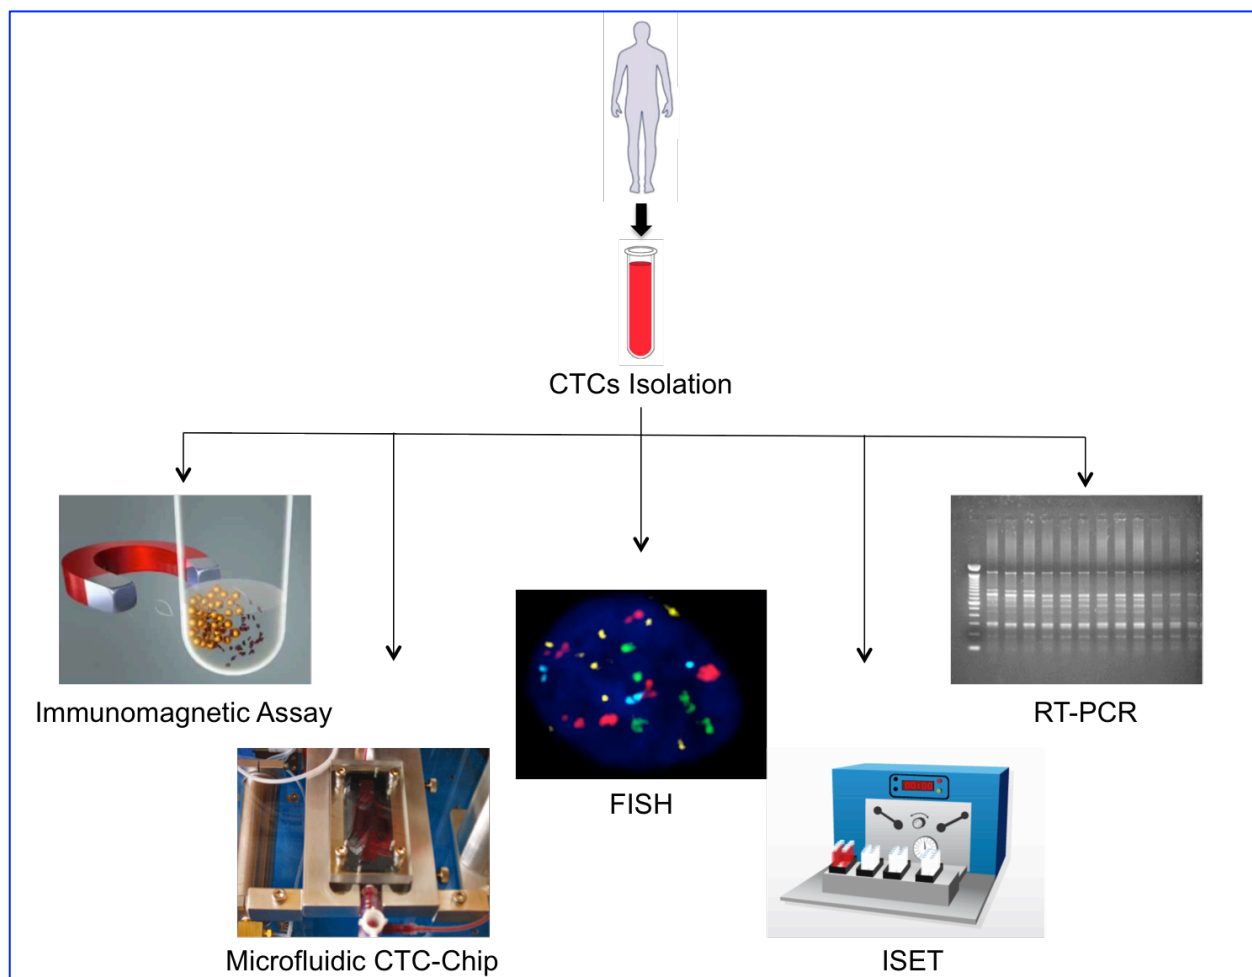 CTCs Isolation
Immunomagnetic Assay
RT-PCR
FISH
Microfluidic CTC-Chip
ISET